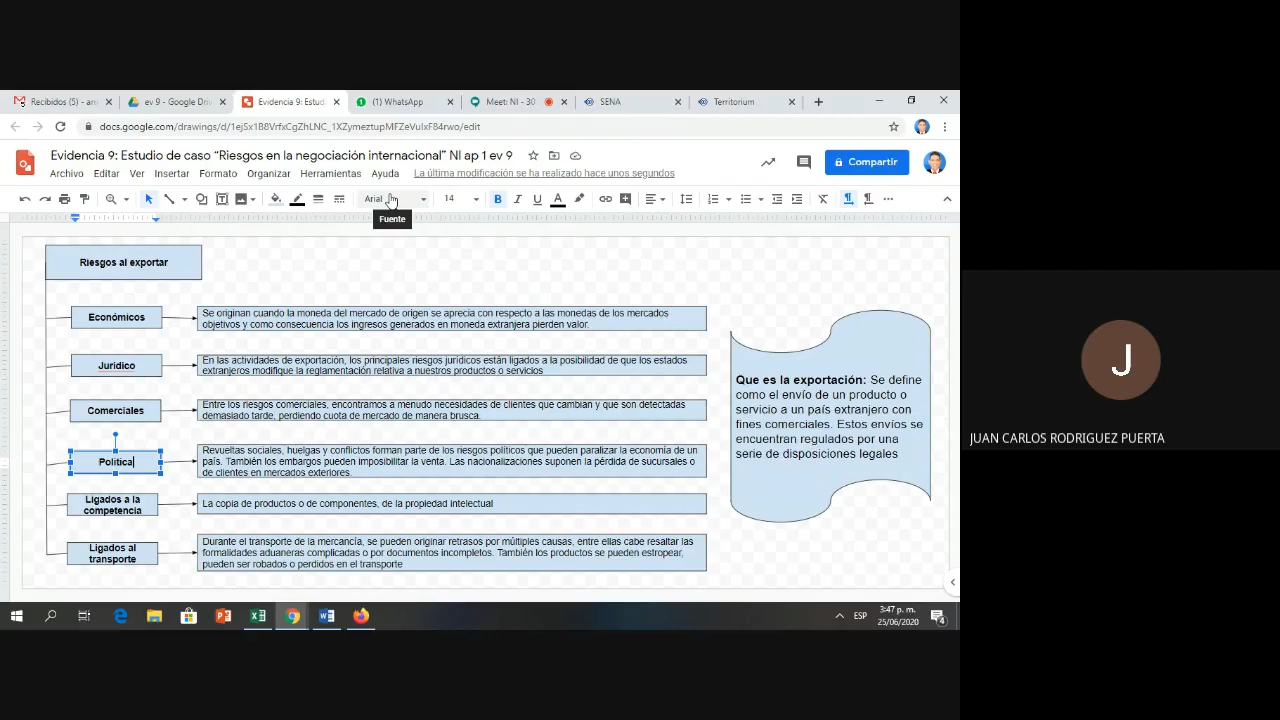 Recibidos (5) - an
ev 9 - Google Driv
Evidencia 9: Estud
(1) WhatsApp
Meet: NI - 30
SENA
Territorium
docs.google.com/drawings/d/1ejSx1B8VrfxCgZhLNC_1XZymeztupMFZeVulxF84rwo/edit
Evidencia 9: Estudio de caso “Riesgos en la negociación internacional” NI ap 1 ev 9
Compartir
Archivo Editar Ver Insertar Formato Organizar Herramientas Ayuda La última modificación se ha realizado hace unos segundos
Arial 14 B I U A
Fuente
Riesgos al exportar
Económicos
Se originan cuando la moneda del mercado de origen se aprecia con respecto a las monedas de los mercados
objetivos y como consecuencia los ingresos generados en moneda extranjera pierden valor.
Jurídico
En las actividades de exportación, los principales riesgos jurídicos están ligados a la posibilidad de que los estados
extranjeros modifique la reglamentación relativa a nuestros productos o servicios
Comerciales
Entre los riesgos comerciales, encontramos a menudo necesidades de clientes que cambian y que son detectadas
demasiado tarde, perdiendo cuota de mercado de manera brusca.
Politica
Revueltas sociales, huelgas y conflictos forman parte de los riesgos políticos que pueden paralizar la economía de un
país. También los embargos pueden imposibilitar la venta. Las nacionalizaciones suponen la pérdida de sucursales o
de clientes en mercados exteriores.
Ligados a la
competencia
La copia de productos o de componentes, de la propiedad intelectual
Ligados al
transporte
Durante el transporte de la mercancía, se pueden originar retrasos por múltiples causas, entre ellas cabe resaltar las
formalidades aduaneras complicadas o por documentos incompletos. También los productos se pueden estropear,
pueden ser robados o perdidos en el transporte
Que es la exportación: Se define
como el envío de un producto o
servicio a un país extranjero con
fines comerciales. Estos envíos se
encuentran regulados por una
serie de disposiciones legales
J
JUAN CARLOS RODRIGUEZ PUERTA
ESP
3:47 p. m.
25/06/2020
4